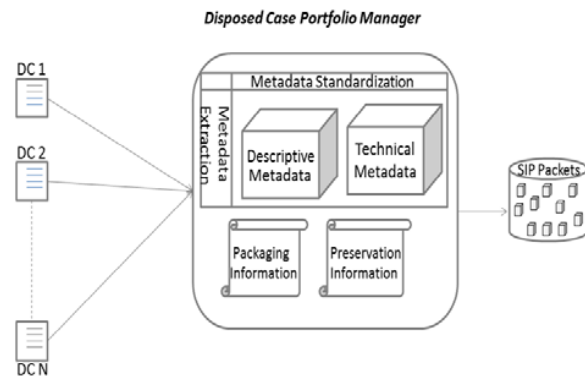 Disposed Case Portfolio Manager
DC 1
DC 2
DC N
Metadata Standardization
Metadata
Extraction
Descriptive
Metadata
Technical
Metadata
Packaging
Information
Preservation
Information
SIP Packets